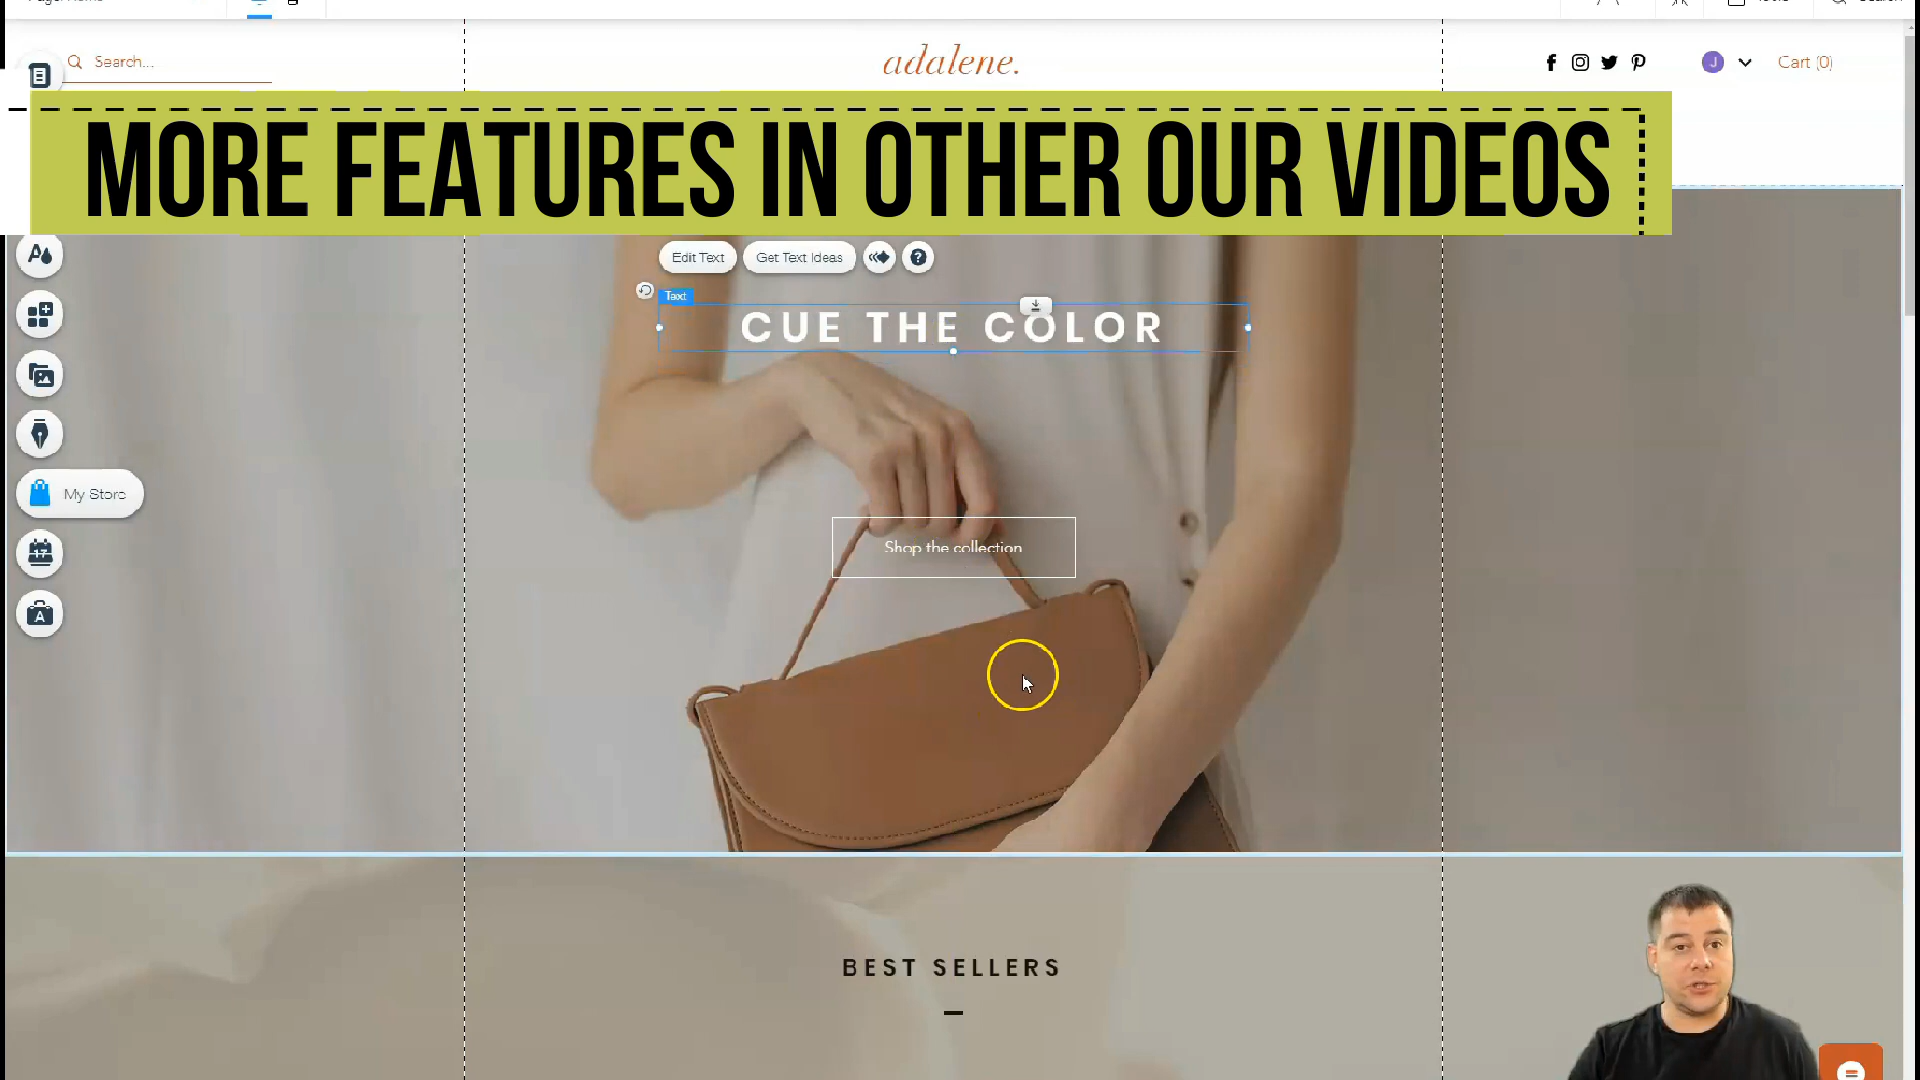 Search...
adalene.
J
Cart (0)
MORE FEATURES IN OTHER OUR VIDEOS
A
Edit Text
Get Text Ideas
?
Text
CUE THE COLOR
My Store
Shop the collection
17
A
BEST SELLERS